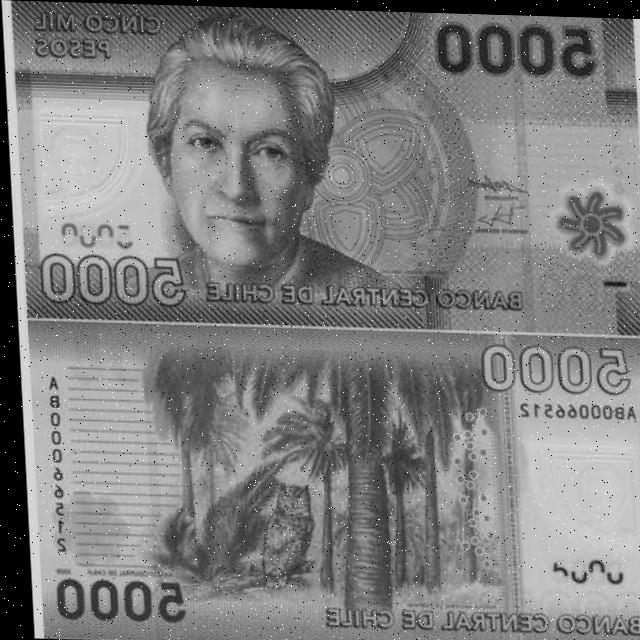 CINCO MIL
PESOS
5000
5000
BANCO CENTRAL DE CHILE
5000
AB00066512
AB00066512
5000
BANCO CENTRAL DE CHILE